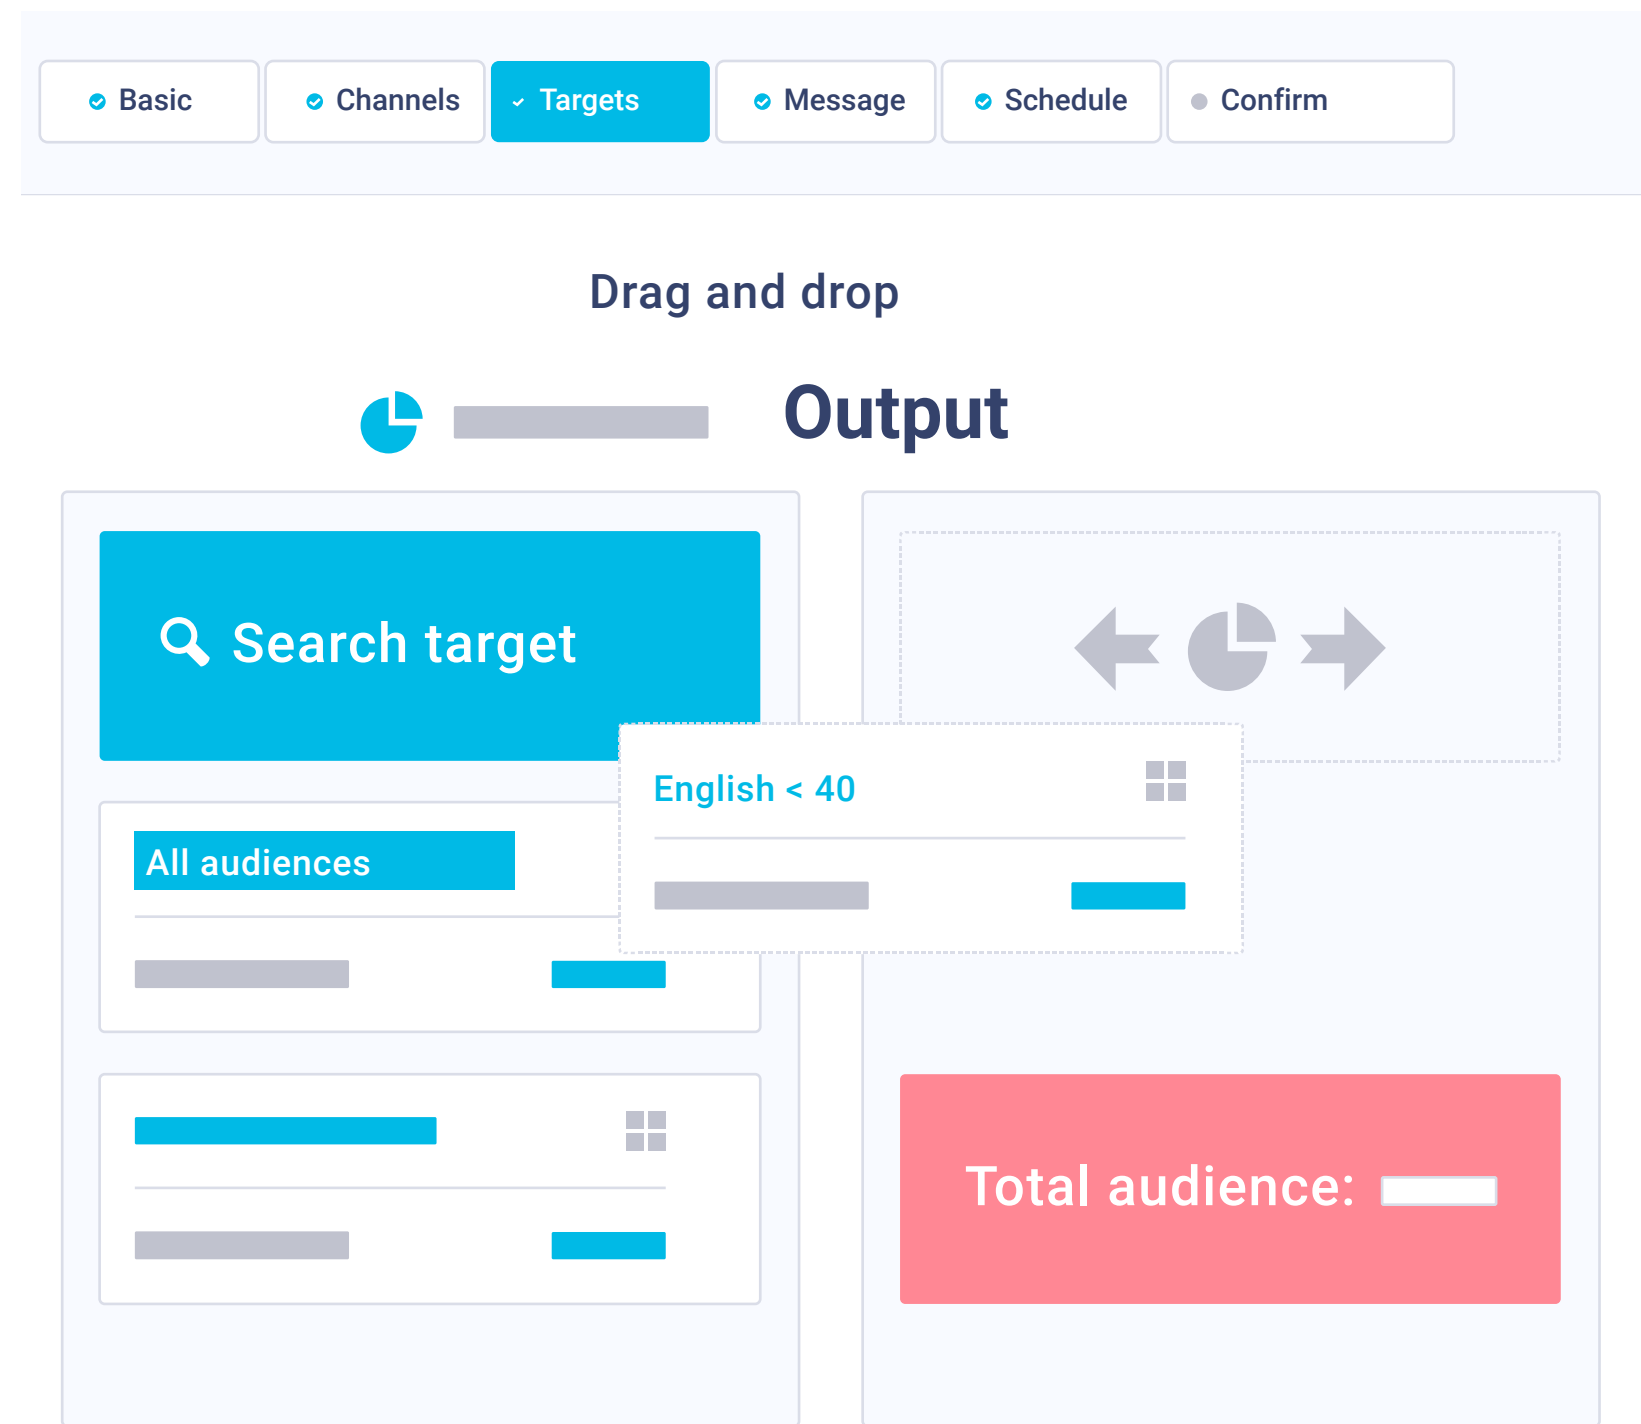 Basic
Channels
Targets
Message
Schedule
Confirm
Drag and drop
Output
Search target
English < 40
All audiences
Total audience: